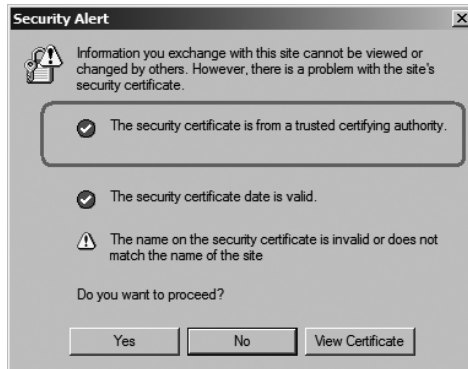 Security Alert
Information you exchange with this site cannot be viewed or
changed by others. However, there is a problem with the site's
security certificate.
The security certificate is from a trusted certifying authority.
The security certificate date is valid.
The name on the security certificate is invalid or does not
match the name of the site
Do you want to proceed?
Yes No View Certificate